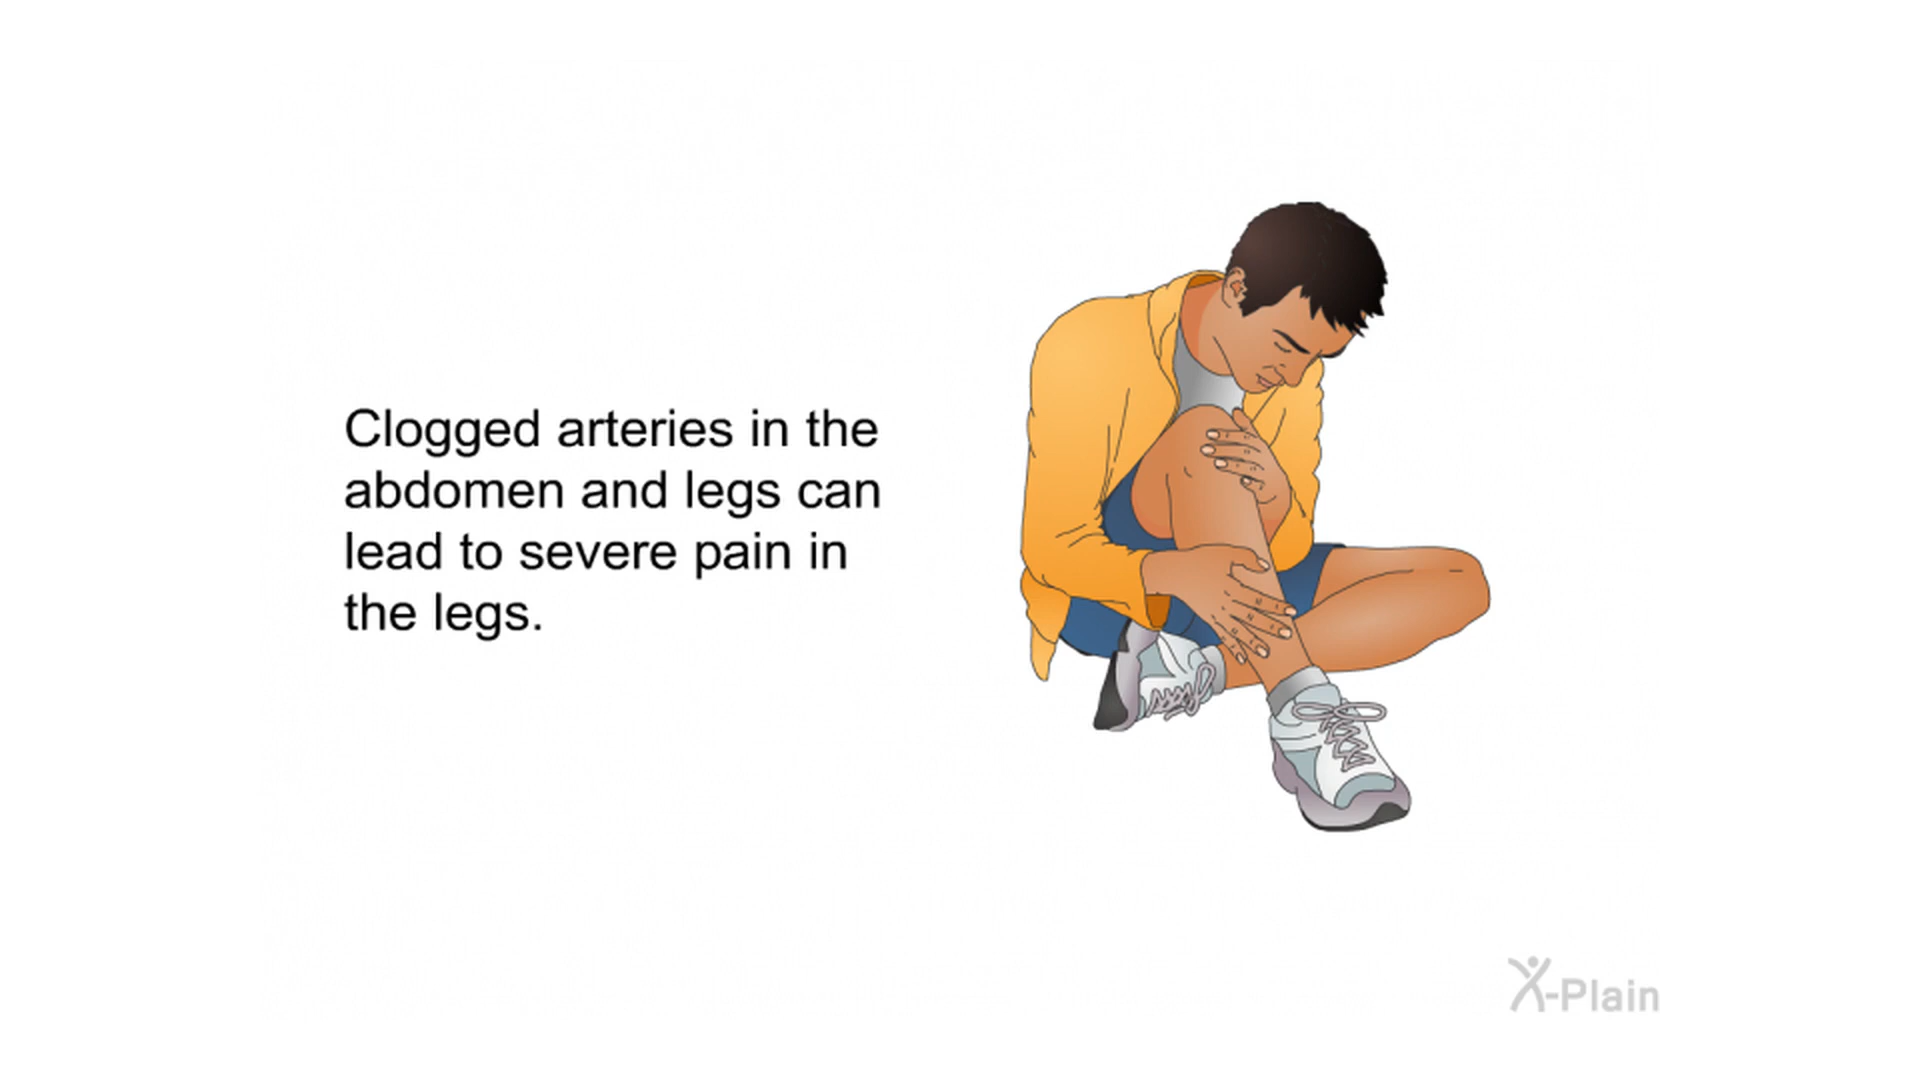 Clogged arteries in the
abdomen and legs can
lead to severe pain in
the legs.
X-Plain